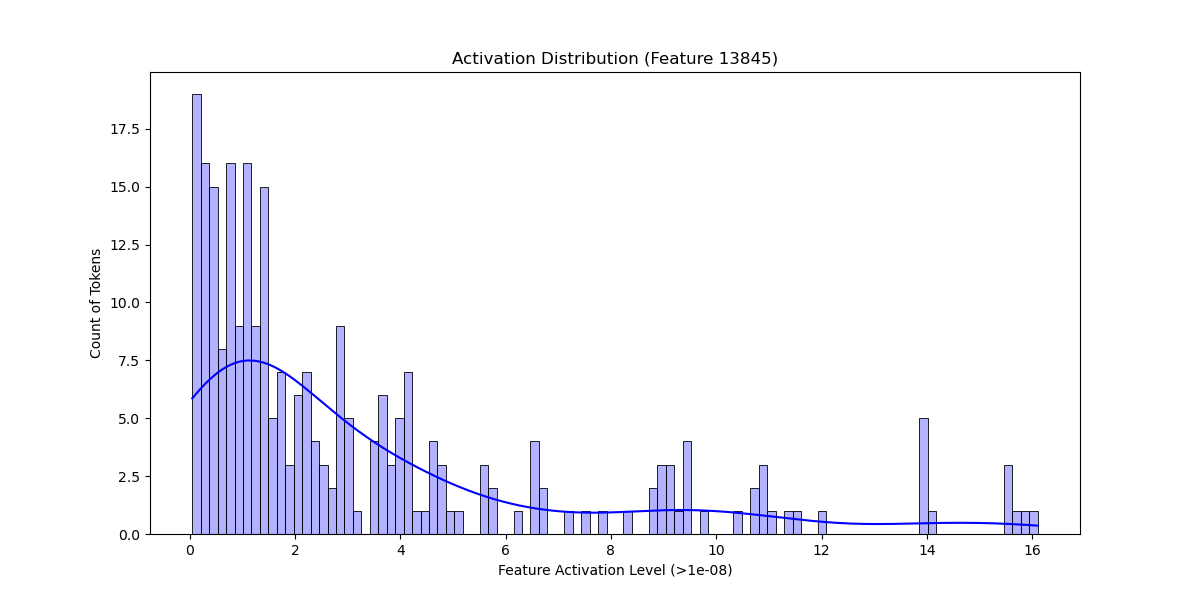 Activation Distribution (Feature 13845)
17.5
15.0
12.5
10.0
7.5
5.0
2.5
0.0
Count of Tokens
0 2 4 6 8 10 12 14 16
Feature Activation Level (>1e-08)